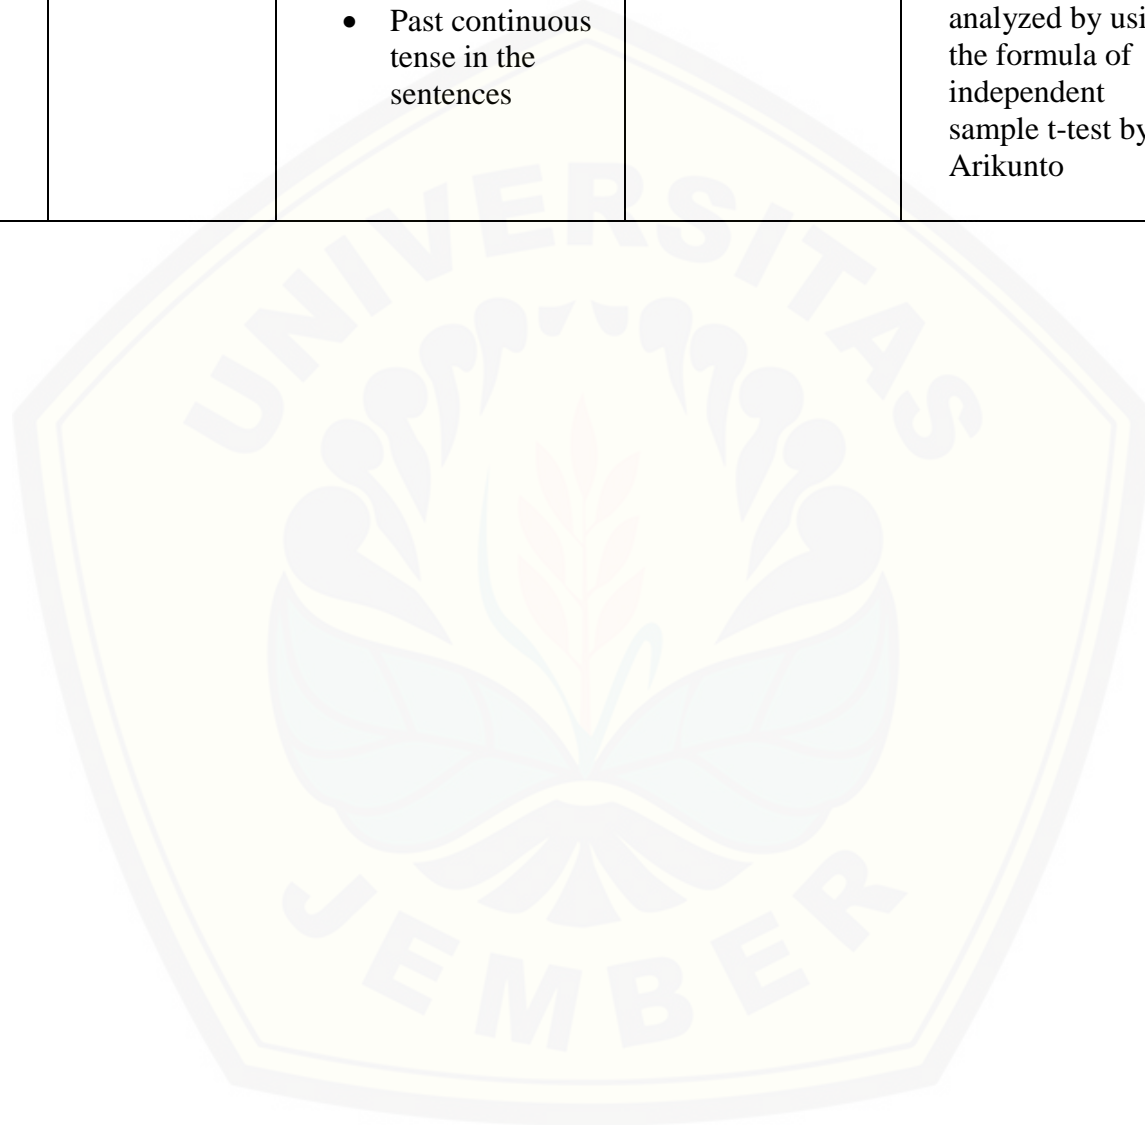 • Past continuous
tense in the
sentences
analyzed by usi
the formula of
independent
sample t-test by
Arikunto
UNIVERSITAS
JEMBER